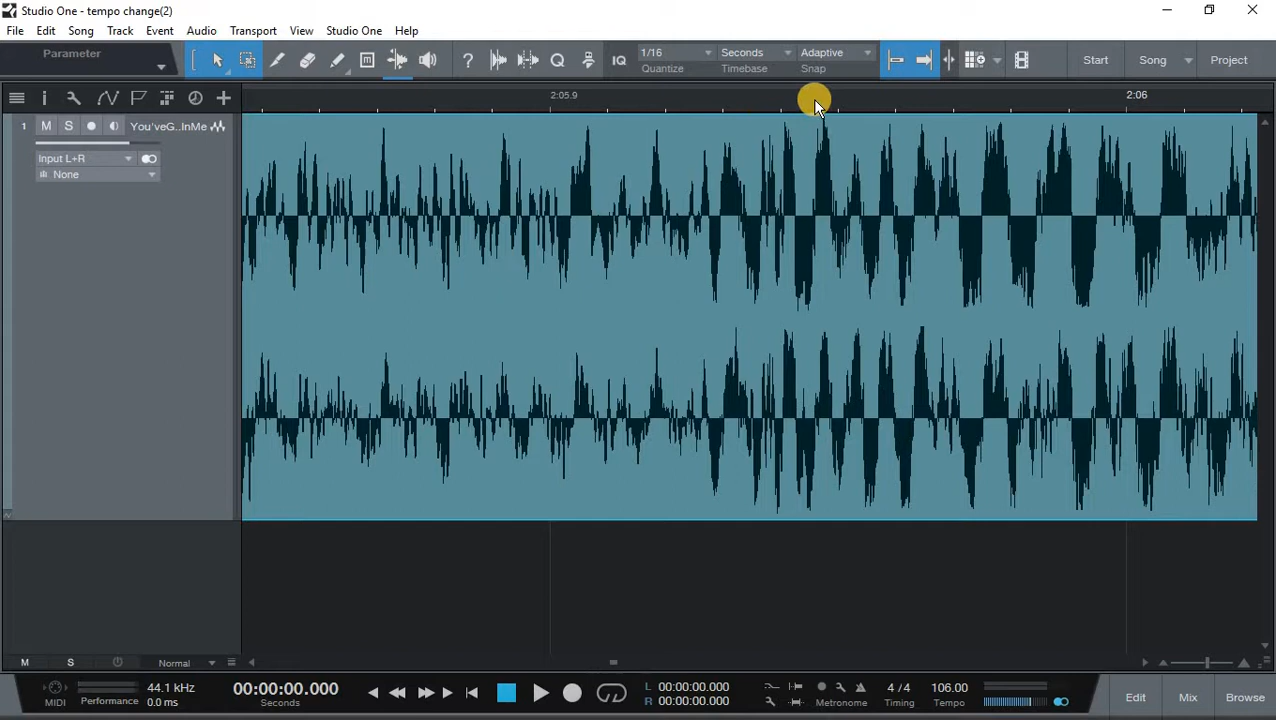 Studio One - tempo change(2)
File Edit Song Track Event Audio Transport View Studio One Help
Parameter
IQ
1/16
Quantize
Seconds
Timebase
Adaptive
Snap
Start Song Project
2:05.9 2:06
1 M S You'veG..InMe
Input L+R
None
M S Normal
MIDI
Performance
44.1 kHz
0.0 ms
00:00:00.000
Seconds
L 00:00:00.000
R 00:00:00.000
Metronome
4 / 4
Timing
106.00
Tempo
Edit Mix Browse